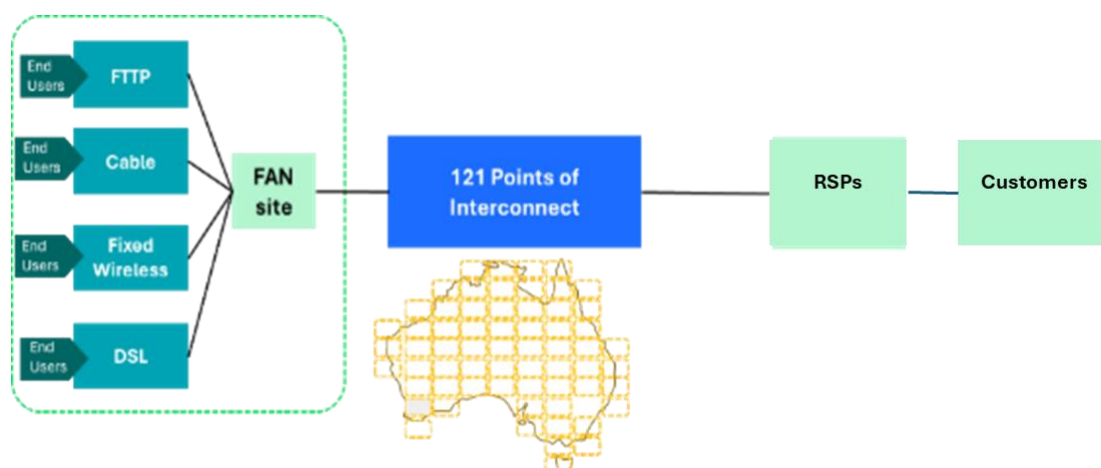 End
Users
FTTP
End
Users
Cable
End
Users
Fixed
Wireless
End
Users
DSL
FAN
site
121 Points of
Interconnect
RSPs
Customers